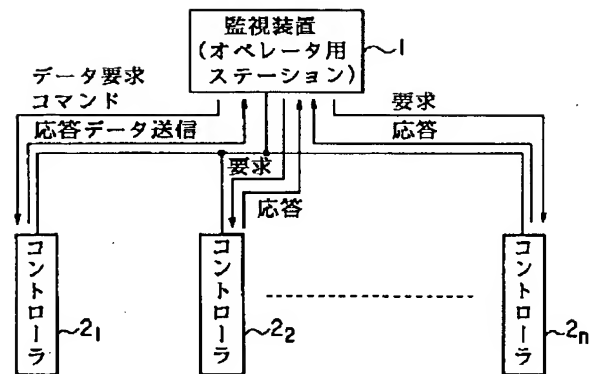 監視装置
(オペレータ用
ステーション)
1
データ要求
コマンド
応答データ送信
要求
応答
要求
応答
コントローラ
2₁
コントローラ
2₂
コントローラ
2ₙ